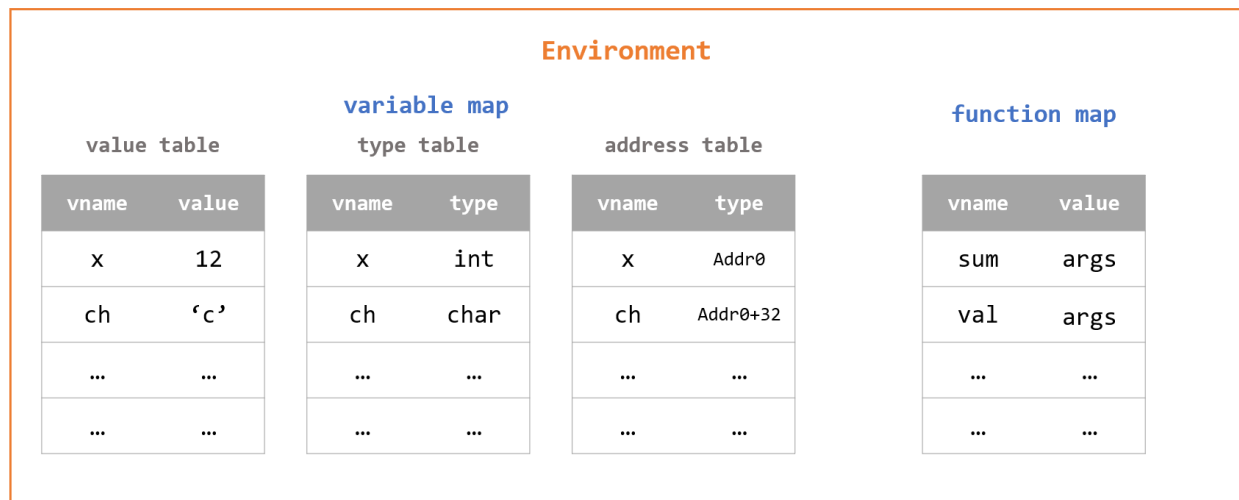 Environment
variable map
function map
value table type table address table
vname value vname type vname type vname value
x 12 x int x Addr0 sum args
ch ‘c’ ch char ch Addr0+32 val args
… … … … … … … …
… … … … … … … …